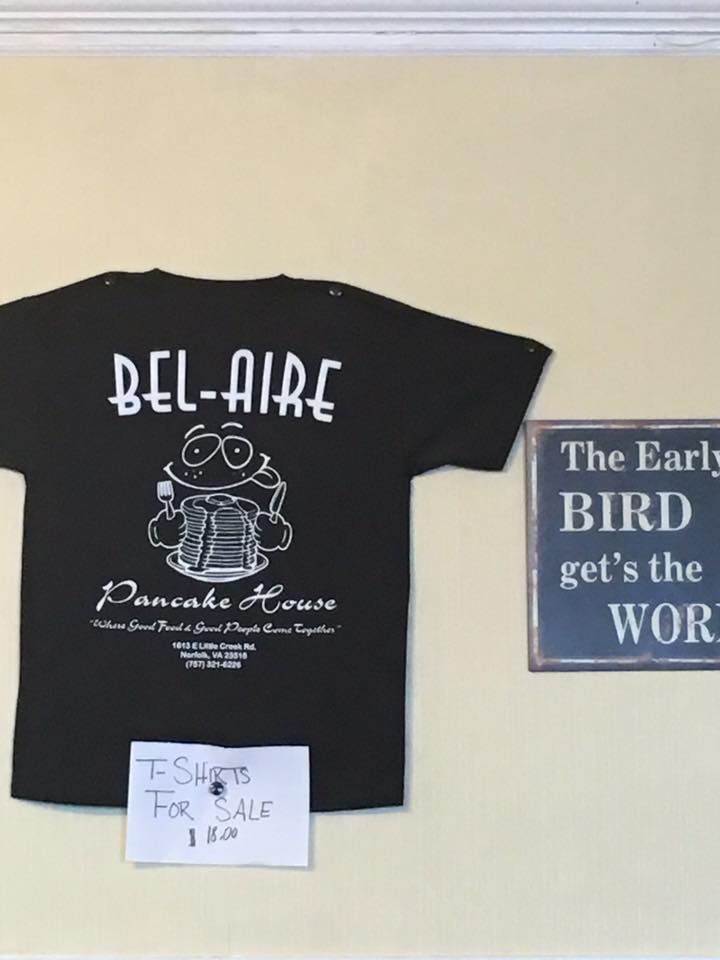 BEL-AIRE
Pancake House
"Where Good Food & Good People Come Together"
1613 E Little Creek Rd.
Norfolk, VA 23518
(757) 321-6226
T-SHIRTS
FOR SALE
$ 18.00
The Early
BIRD
get's the
WOR